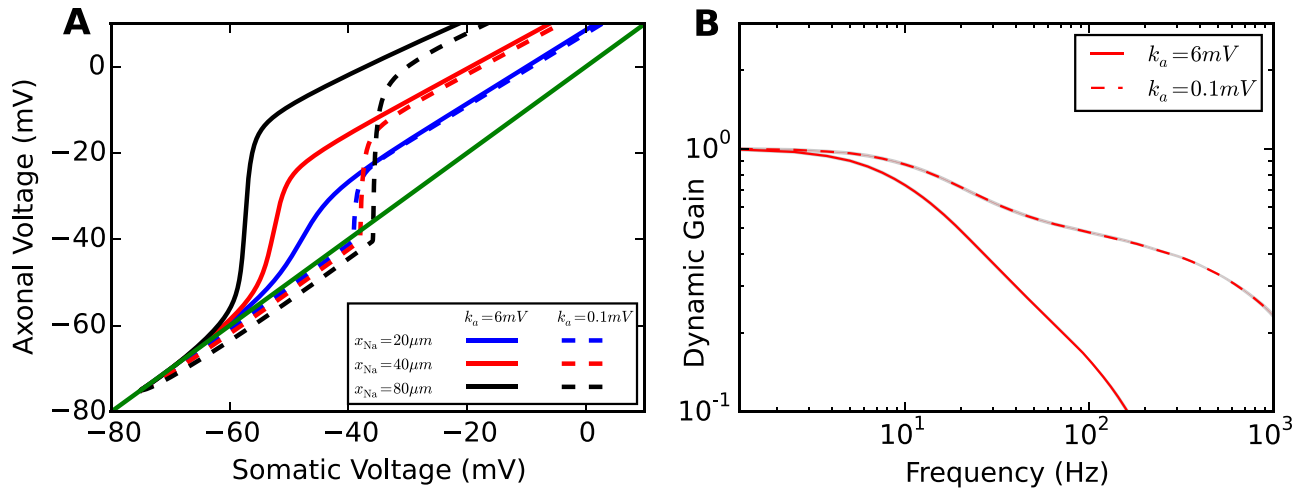 A
Axonal Voltage (mV)
0
−20
−40
−60
−80
−80
−60
−40
−20
0
Somatic Voltage (mV)
k_a=6mV k_a=0.1mV
x_Na=20μm
x_Na=40μm
x_Na=80μm
B
Dynamic Gain
10^0
10^-1
10^1
10^2
10^3
Frequency (Hz)
k_a=6mV
k_a=0.1mV